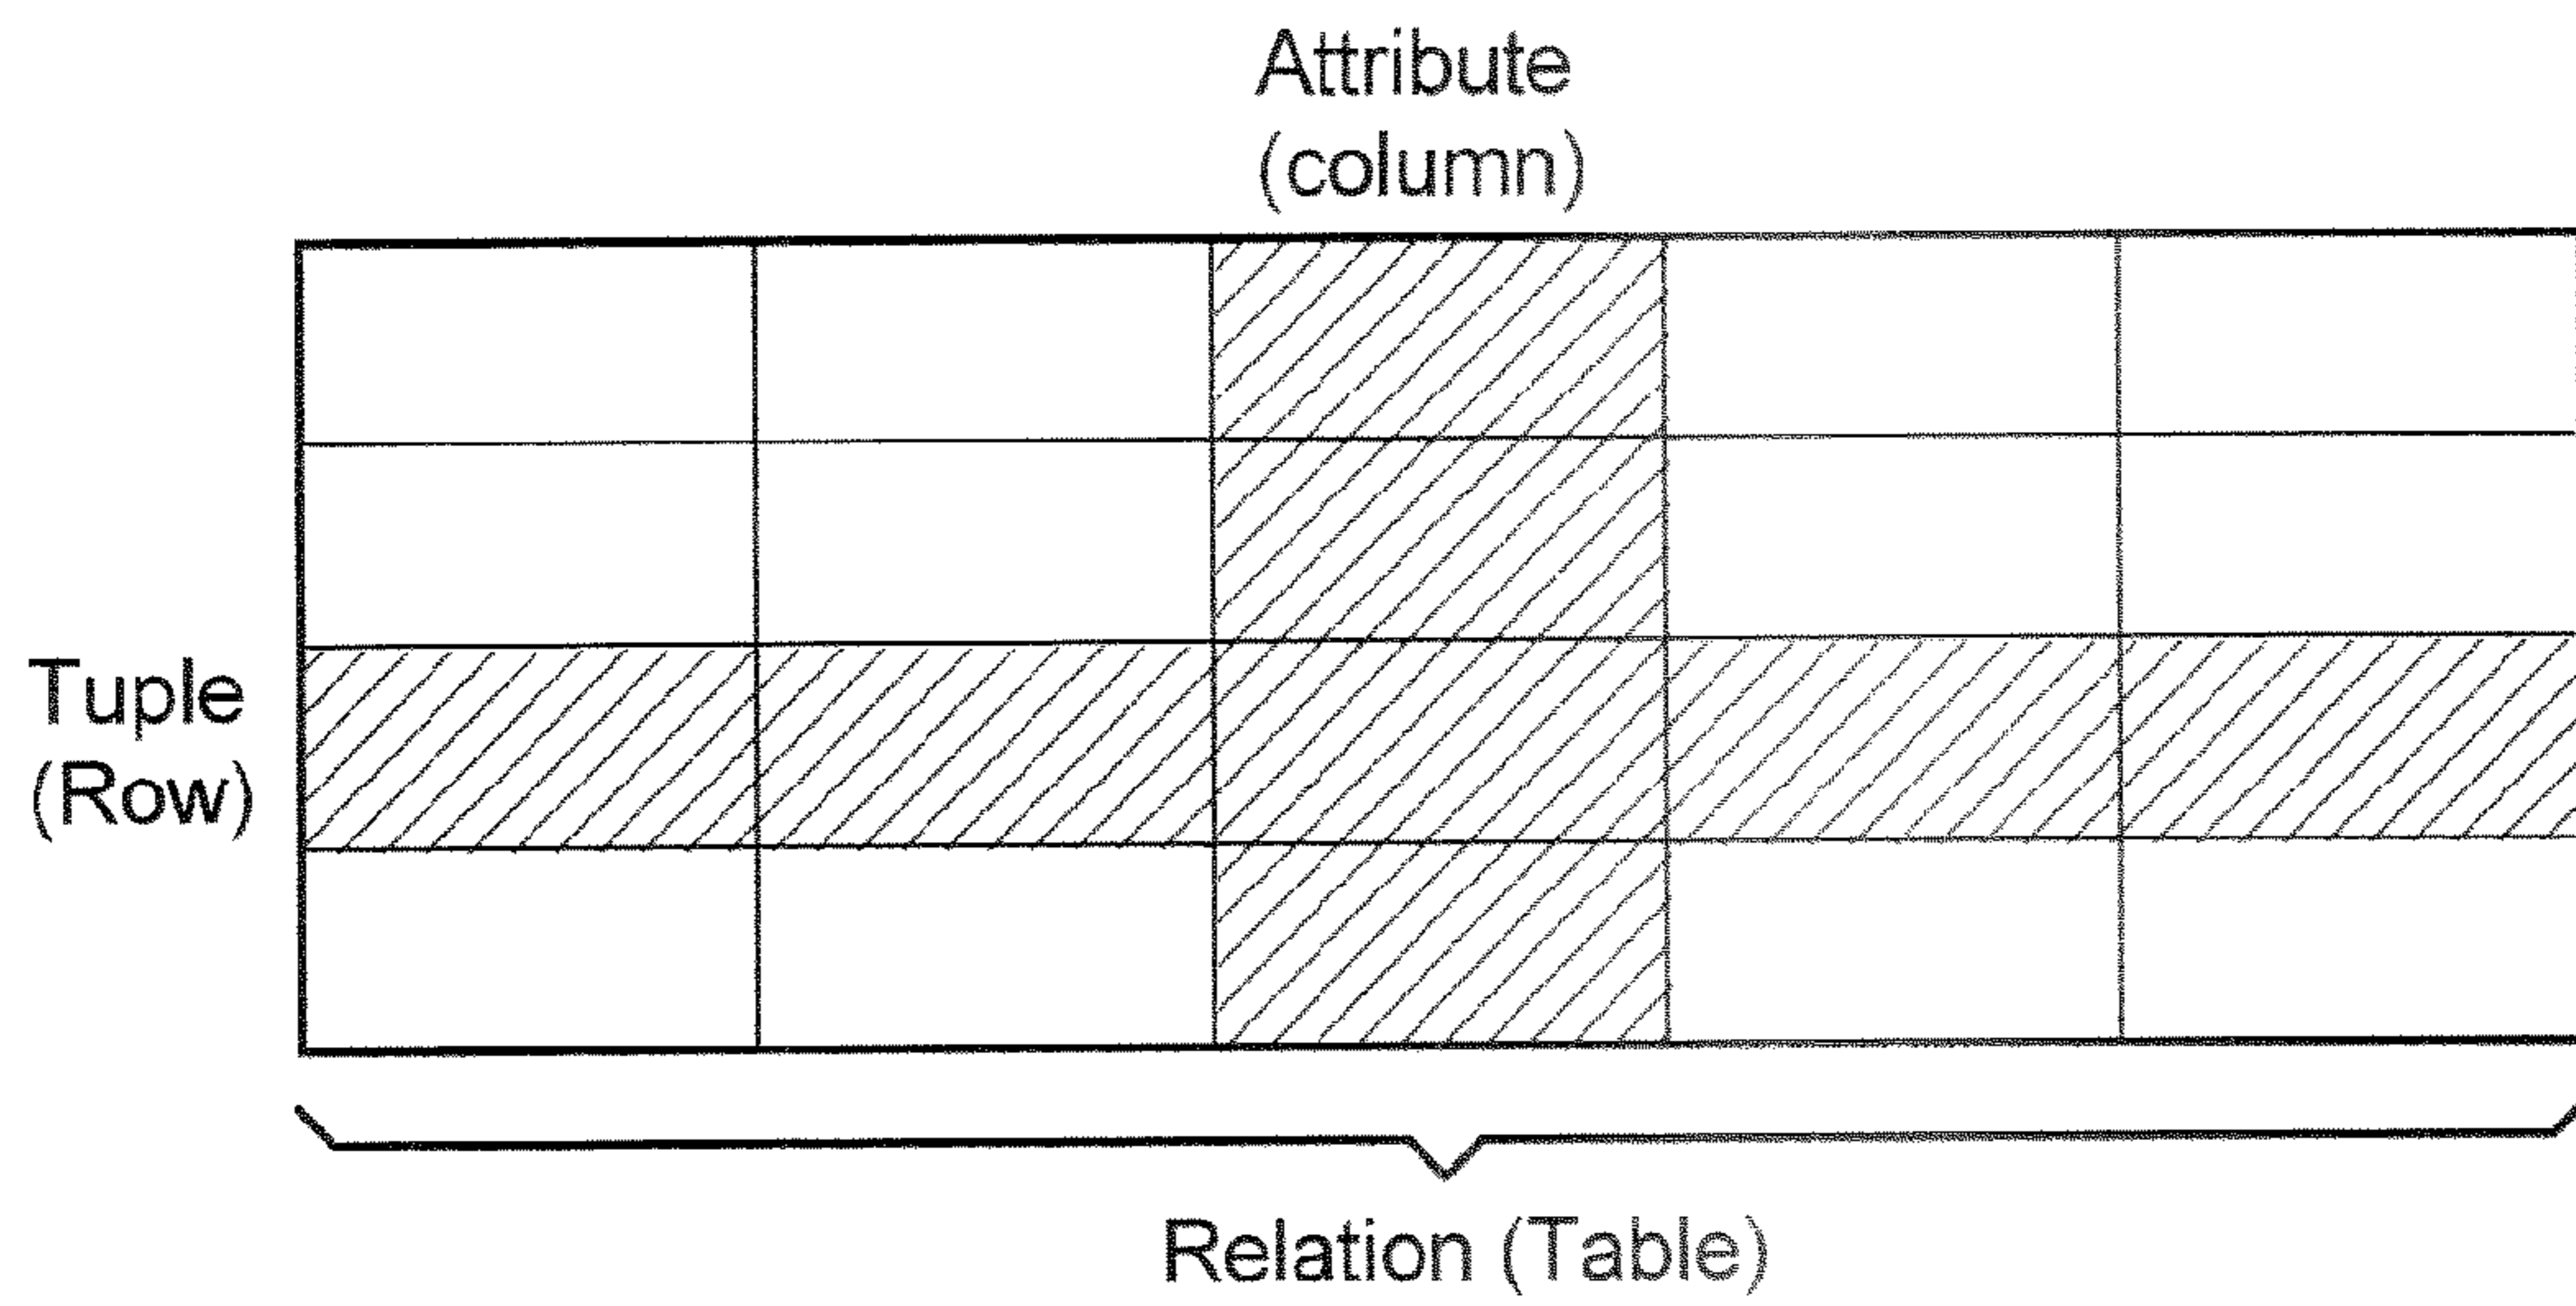 Attribute
(column)
Tuple
(Row)
Relation (Table)